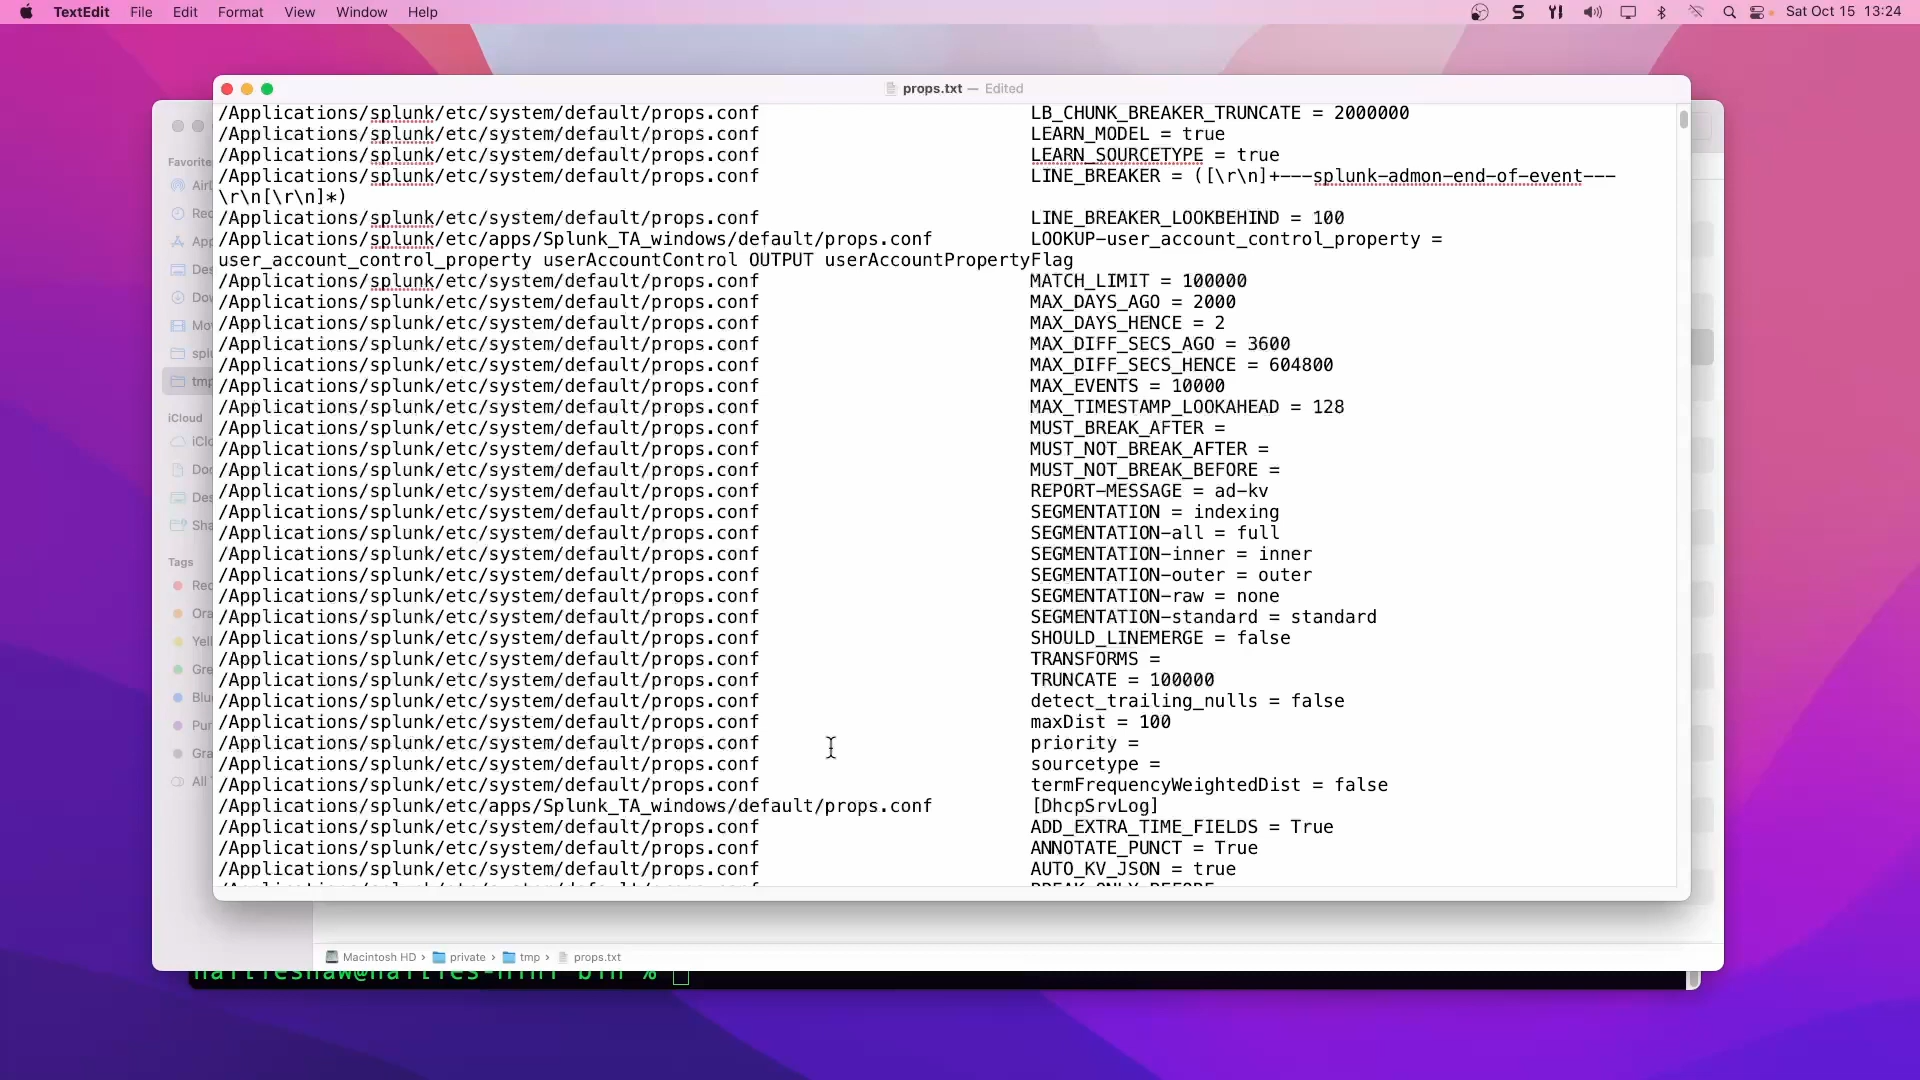 TextEdit File Edit Format View Window Help Sat Oct 15 13:24
props.txt — Edited
/Applications/splunk/etc/system/default/props.conf LB_CHUNK_BREAKER_TRUNCATE = 2000000
/Applications/splunk/etc/system/default/props.conf LEARN_MODEL = true
/Applications/splunk/etc/system/default/props.conf LEARN_SOURCETYPE = true
/Applications/splunk/etc/system/default/props.conf LINE_BREAKER = ([\r\n]+---splunk-admon-end-of-event---
\r\n[\r\n]*)
/Applications/splunk/etc/system/default/props.conf LINE_BREAKER_LOOKBEHIND = 100
/Applications/splunk/etc/apps/Splunk_TA_windows/default/props.conf LOOKUP-user_account_control_property =
user_account_control_property userAccountControl OUTPUT userAccountPropertyFlag
/Applications/splunk/etc/system/default/props.conf MATCH_LIMIT = 100000
/Applications/splunk/etc/system/default/props.conf MAX_DAYS_AGO = 2000
/Applications/splunk/etc/system/default/props.conf MAX_DAYS_HENCE = 2
/Applications/splunk/etc/system/default/props.conf MAX_DIFF_SECS_AGO = 3600
/Applications/splunk/etc/system/default/props.conf MAX_DIFF_SECS_HENCE = 604800
/Applications/splunk/etc/system/default/props.conf MAX_EVENTS = 10000
/Applications/splunk/etc/system/default/props.conf MAX_TIMESTAMP_LOOKAHEAD = 128
/Applications/splunk/etc/system/default/props.conf MUST_BREAK_AFTER =
/Applications/splunk/etc/system/default/props.conf MUST_NOT_BREAK_AFTER =
/Applications/splunk/etc/system/default/props.conf MUST_NOT_BREAK_BEFORE =
/Applications/splunk/etc/system/default/props.conf REPORT-MESSAGE = ad-kv
/Applications/splunk/etc/system/default/props.conf SEGMENTATION = indexing
/Applications/splunk/etc/system/default/props.conf SEGMENTATION-all = full
/Applications/splunk/etc/system/default/props.conf SEGMENTATION-inner = inner
/Applications/splunk/etc/system/default/props.conf SEGMENTATION-outer = outer
/Applications/splunk/etc/system/default/props.conf SEGMENTATION-raw = none
/Applications/splunk/etc/system/default/props.conf SEGMENTATION-standard = standard
/Applications/splunk/etc/system/default/props.conf SHOULD_LINEMERGE = false
/Applications/splunk/etc/system/default/props.conf TRANSFORMS =
/Applications/splunk/etc/system/default/props.conf TRUNCATE = 100000
/Applications/splunk/etc/system/default/props.conf detect_trailing_nulls = false
/Applications/splunk/etc/system/default/props.conf maxDist = 100
/Applications/splunk/etc/system/default/props.conf priority =
/Applications/splunk/etc/system/default/props.conf sourcetype =
/Applications/splunk/etc/system/default/props.conf termFrequencyWeightedDist = false
/Applications/splunk/etc/apps/Splunk_TA_windows/default/props.conf [DhcpSrvLog]
/Applications/splunk/etc/system/default/props.conf ADD_EXTRA_TIME_FIELDS = True
/Applications/splunk/etc/system/default/props.conf ANNOTATE_PUNCT = True
/Applications/splunk/etc/system/default/props.conf AUTO_KV_JSON = true
Favorite
tmp
iCloud
Tags
Red
All
Macintosh HD › private › tmp › props.txt